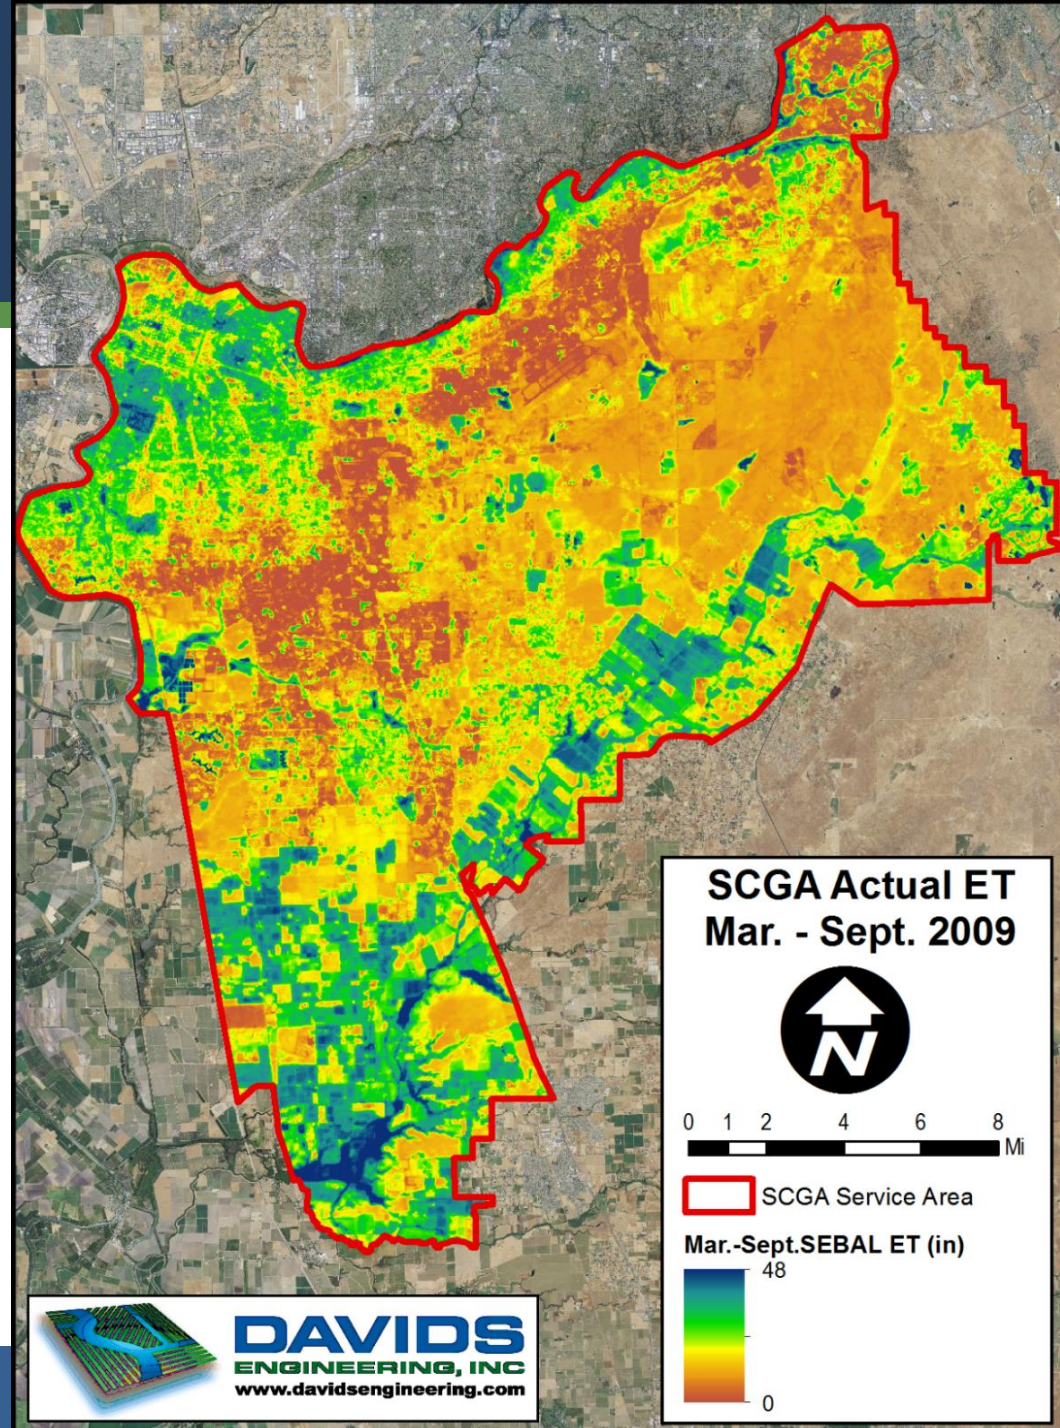 SCGA Actual ET
Mar. - Sept. 2009
N
0 1 2 4 6 8
Mi
SCGA Service Area
Mar.-Sept.SEBAL ET (in)
48
0
DAVIDS
ENGINEERING, INC
www.davidsengineering.com